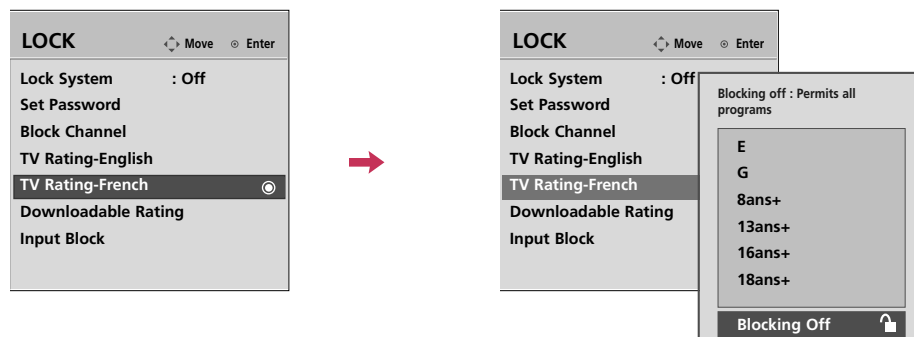 LOCK Move Enter
Lock System : Off
Set Password
Block Channel
TV Rating-English
TV Rating-French
Downloadable Rating
Input Block
LOCK Move Enter
Lock System : Off
Set Password
Block Channel
TV Rating-English
TV Rating-French
Downloadable Rating
Input Block
Blocking off : Permits all
programs
E
G
8ans+
13ans+
16ans+
18ans+
Blocking Off